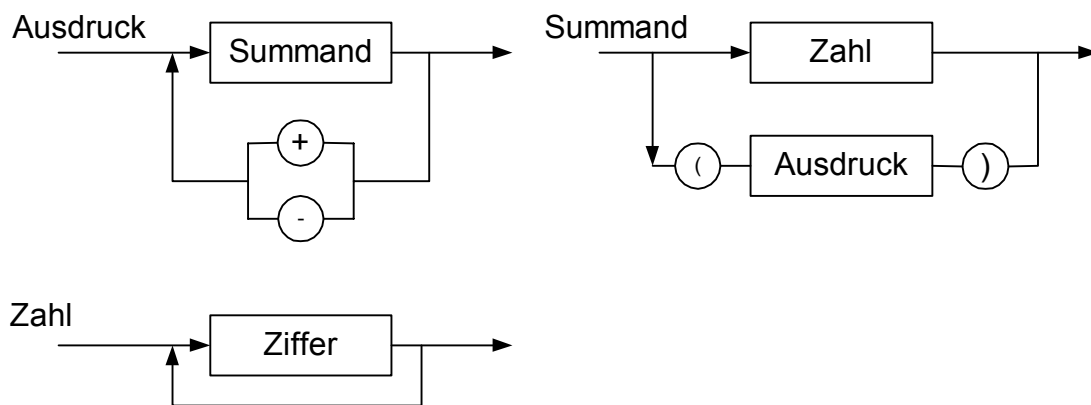 Ausdruck
Summand
+
-
Summand
Zahl
( Ausdruck )
Zahl
Ziffer